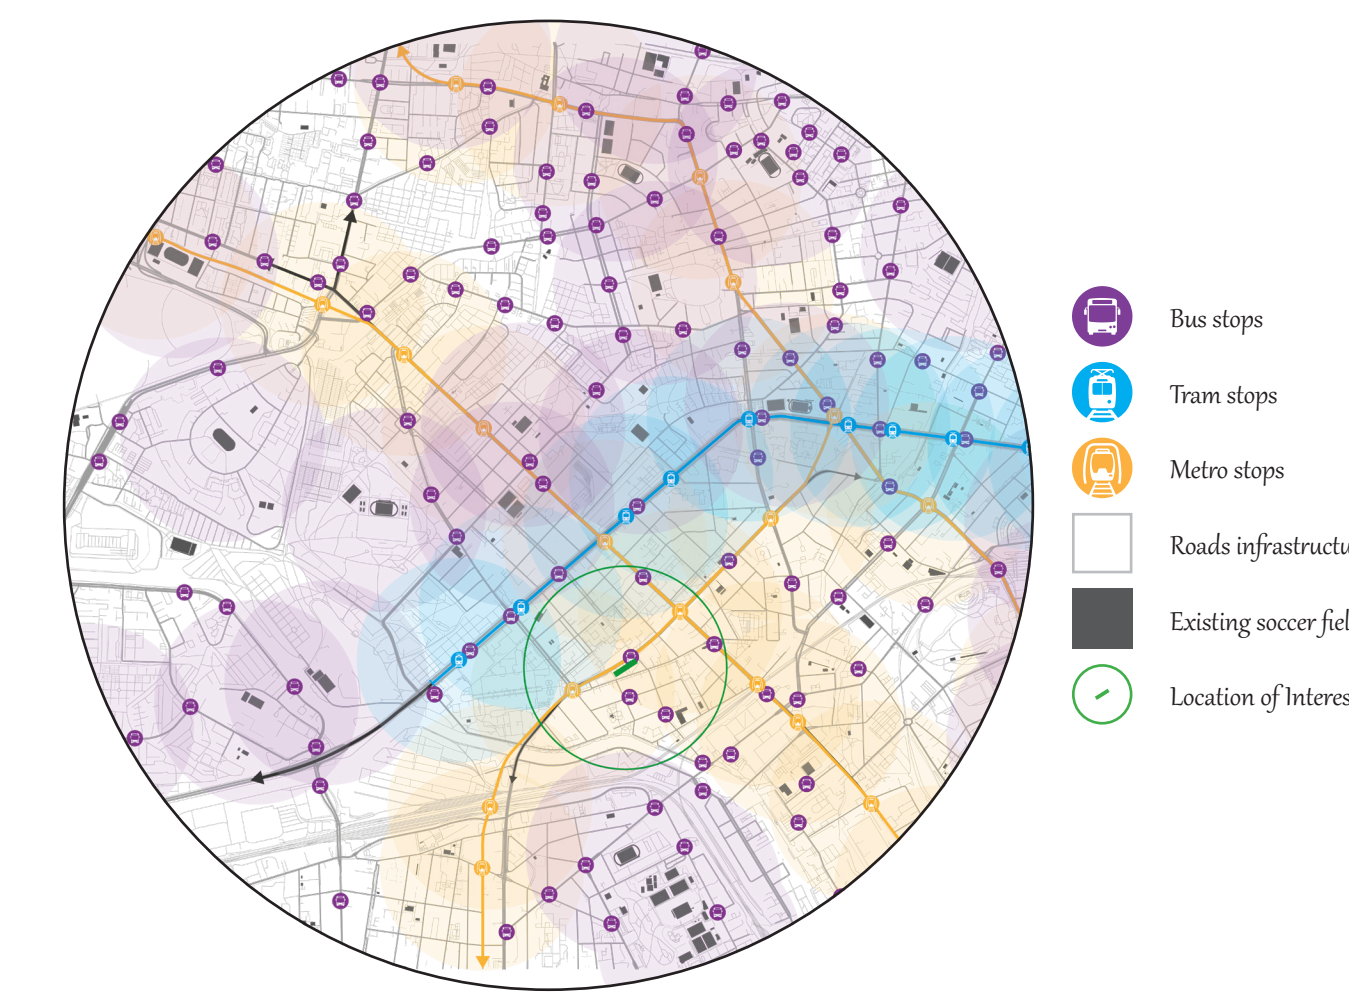 Bus stops
Tram stops
Metro stops
Roads infrastructu
Existing soccer fiel
Location of Interes